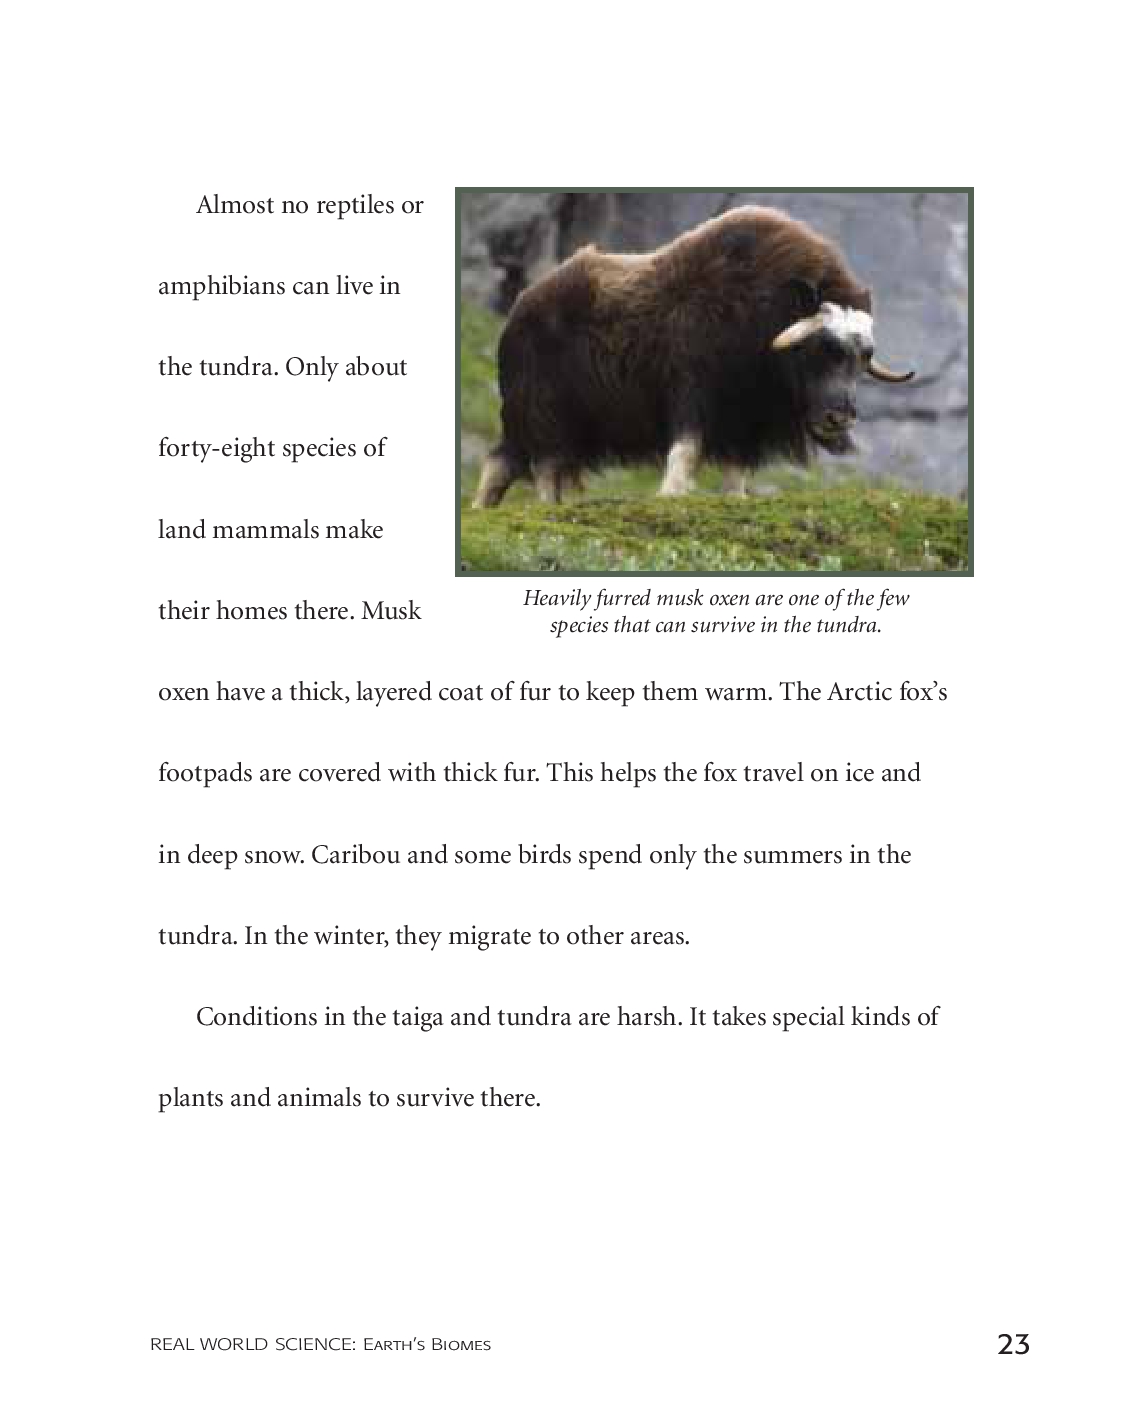 Almost no reptiles or
amphibians can live in
the tundra. Only about
forty-eight species of
land mammals make
their homes there. Musk
Heavily furred musk oxen are one of the few
species that can survive in the tundra.
oxen have a thick, layered coat of fur to keep them warm. The Arctic fox’s
footpads are covered with thick fur. This helps the fox travel on ice and
in deep snow. Caribou and some birds spend only the summers in the
tundra. In the winter, they migrate to other areas.
Conditions in the taiga and tundra are harsh. It takes special kinds of
plants and animals to survive there.
REAL WORLD SCIENCE: Earth’s Biomes
23